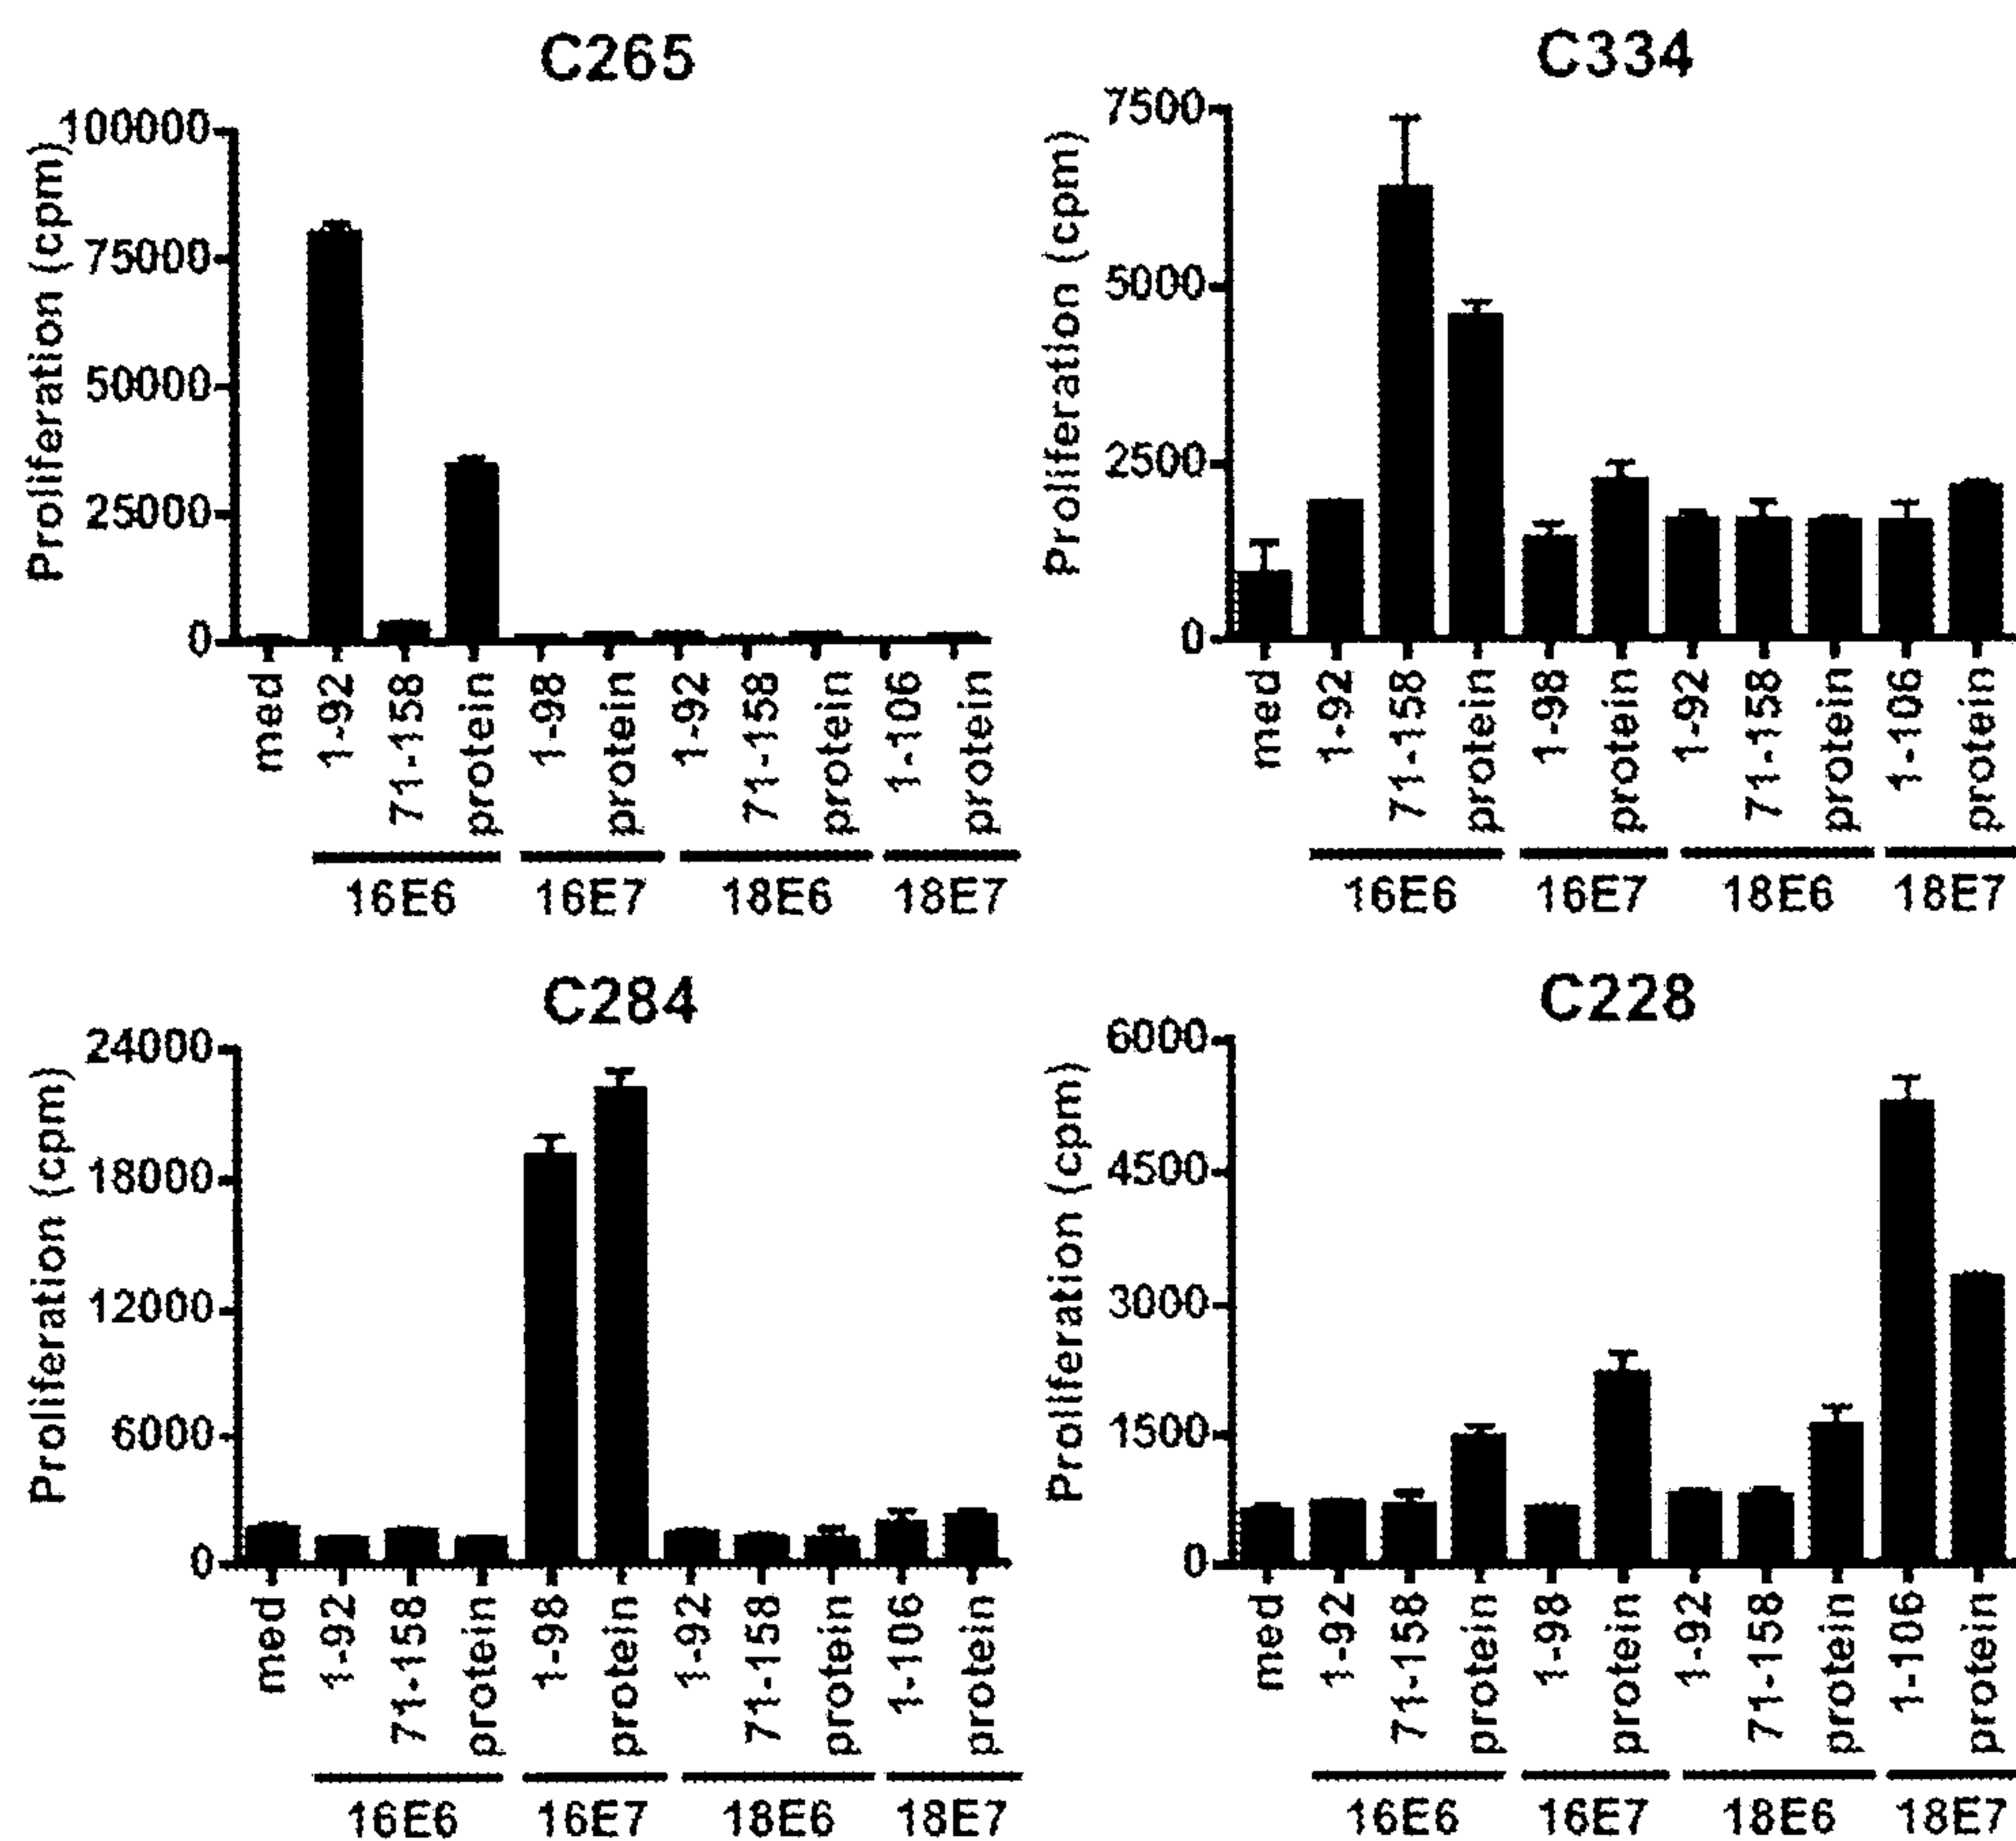 C265
Proliferation (cpm)
100000
75000
50000
25000
0
med
1-92
71-158
protein
1-98
protein
1-92
71-158
protein
1-106
protein
16E6
16E7
18E6
18E7
C334
Proliferation (cpm)
7500
5000
2500
0
med
1-92
71-158
protein
1-98
protein
1-92
71-158
protein
1-106
protein
16E6
16E7
18E6
18E7
C284
Proliferation (cpm)
24000
18000
12000
6000
0
med
1-92
71-158
protein
1-98
protein
1-92
71-158
protein
1-106
protein
16E6
16E7
18E6
18E7
C228
Proliferation (cpm)
6000
4500
3000
1500
0
med
1-92
71-158
protein
1-98
protein
1-92
71-158
protein
1-106
protein
16E6
16E7
18E6
18E7